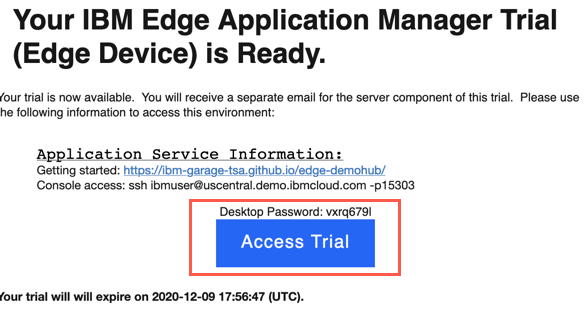 Your IBM Edge Application Manager Trial
(Edge Device) is Ready.
Your trial is now available.  You will receive a separate email for the server component of this trial.  Please use
the following information to access this environment:
Application Service Information:
Getting started: https://ibm-garage-tsa.github.io/edge-demohub/
Console access: ssh ibmuser@uscentral.demo.ibmcloud.com -p15303
Desktop Password: vxrq679l
Access Trial
Your trial will will expire on 2020-12-09 17:56:47 (UTC).